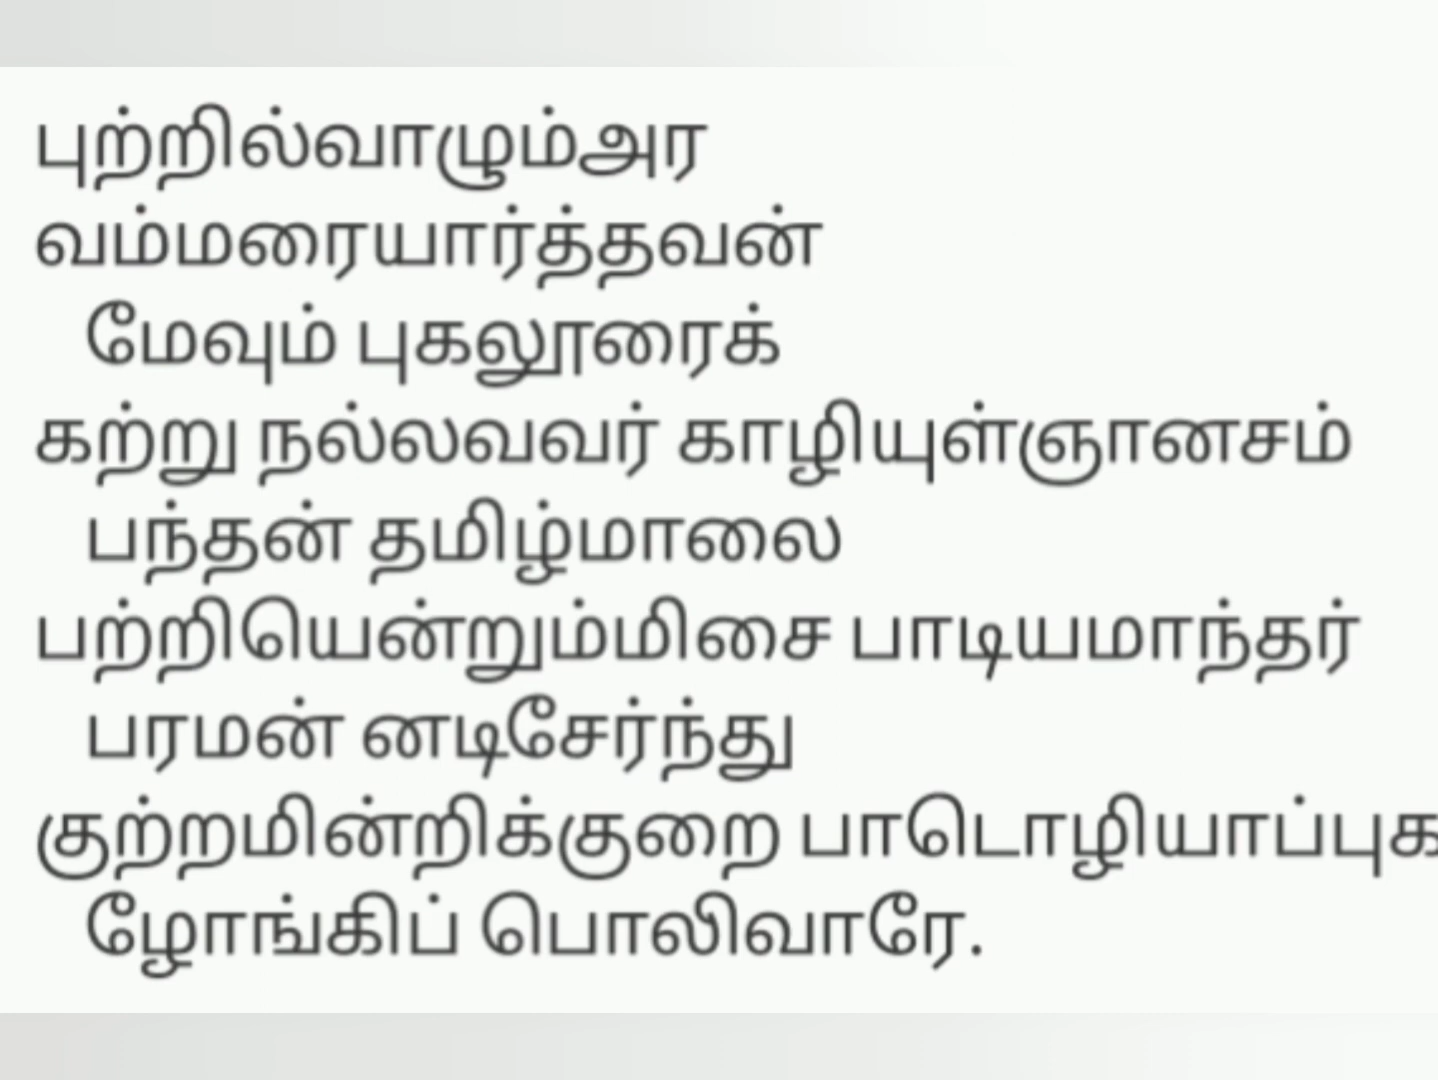 புற்றில்வாழும்அர
வம்மரையார்த்தவன்
மேவும் புகலூரைக்
கற்று நல்லவவர் காழியுள்ஞானசம்
பந்தன் தமிழ்மாலை
பற்றியென்றும்மிசை பாடியமாந்தர்
பரமன் னடிசேர்ந்து
குற்றமின்றிக்குறை பாடொழியாப்புக
ழோங்கிப் பொலிவாரே.